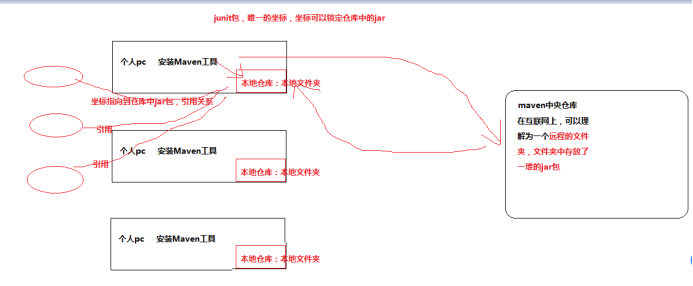 junit包，唯一的坐标，坐标可以锁定仓库中的jar
个人pc 安装Maven工具
本地仓库：本地文件夹
坐标指向到仓库中jar包，引用关系
引用
个人pc 安装Maven工具
引用
本地仓库：本地文件夹
个人pc 安装Maven工具
本地仓库：本地文件夹
maven中央仓库
在互联网上，可以理
解为一个远程的文件
夹，文件夹中存放了
一堆的jar包